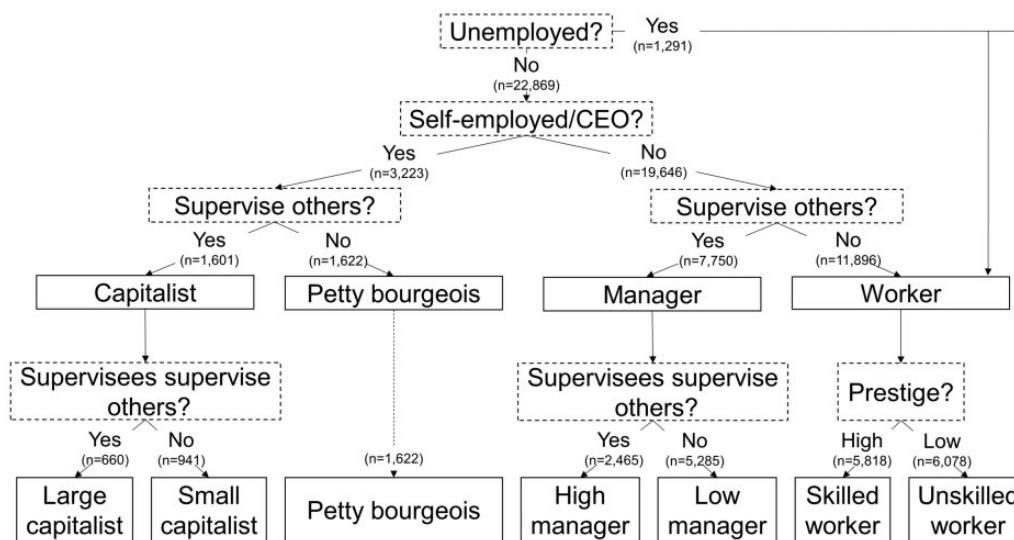 Unemployed?
Yes
(n=1,291)
No
(n=22,869)
Self-employed/CEO?
Yes
(n=3,223)
No
(n=19,646)
Supervise others?
Supervise others?
Yes
(n=1,601)
No
(n=1,622)
Yes
(n=7,750)
No
(n=11,896)
Capitalist
Petty bourgeois
Manager
Worker
Supervisees supervise
others?
Supervisees supervise
others?
Prestige?
Yes
(n=660)
No
(n=941)
(n=1,622)
Yes
(n=2,465)
No
(n=5,285)
High
(n=5,818)
Low
(n=6,078)
Large
capitalist
Small
capitalist
Petty bourgeois
High
manager
Low
manager
Skilled
worker
Unskilled
worker